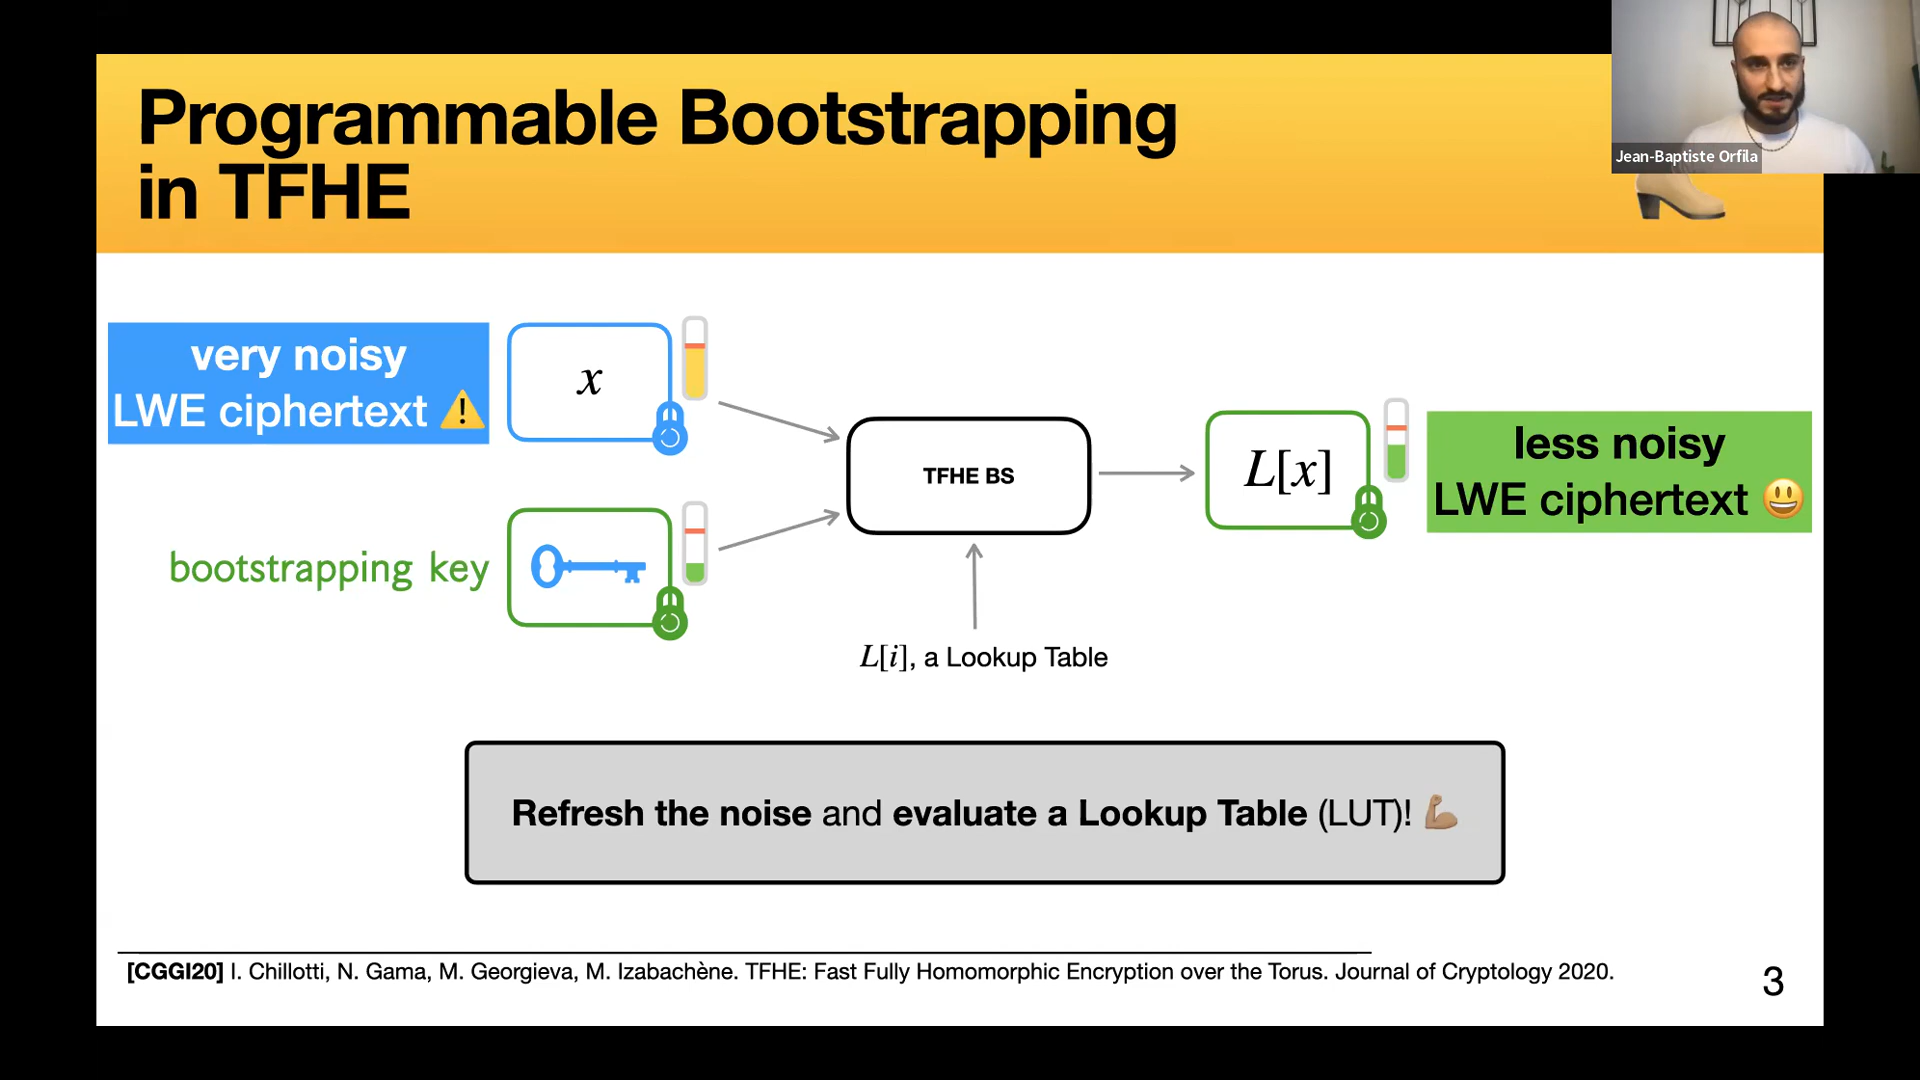 Programmable Bootstrapping
in TFHE
Jean-Baptiste Orfila
very noisy
LWE ciphertext ⚠️
x
bootstrapping key
TFHE BS
L[i], a Lookup Table
L[x]
less noisy
LWE ciphertext 😃
Refresh the noise and evaluate a Lookup Table (LUT)! 💪🏽
[CGGI20] I. Chillotti, N. Gama, M. Georgieva, M. Izabachène. TFHE: Fast Fully Homomorphic Encryption over the Torus. Journal of Cryptology 2020.
3